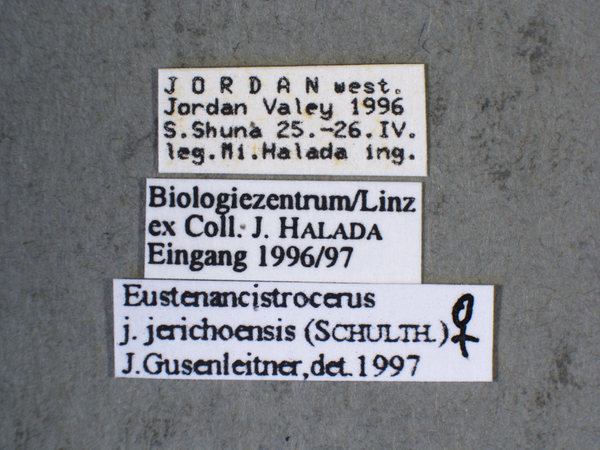 J O R D A N west.
Jordan Valey 1996
S.Shuna 25.-26.IV.
leg.Mi.Halada ing.
Biologiezentrum/Linz
ex Coll. J. HALADA
Eingang 1996/97
Eustenancistrocerus
j. jerichoensis (SCHULTH.) ♀
J.Gusenleitner,det.1997